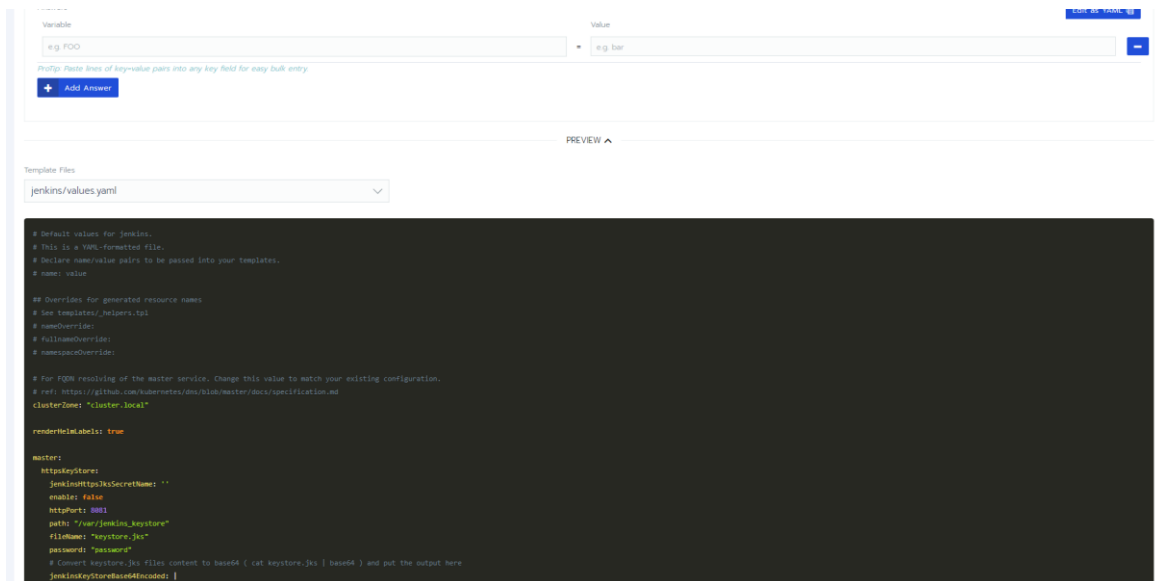 Edit as YAML
Variable
Value
e.g. FOO
=
e.g. bar
ProTip: Paste lines of key=value pairs into any key field for easy bulk entry.
Add Answer
PREVIEW
Template Files
jenkins/values.yaml
# Default values for jenkins.
# This is a YAML-formatted file.
# Declare name/value pairs to be passed into your templates.
# name: value
## Overrides for generated resource names
# See templates/_helpers.tpl
# nameOverride:
# fullnameOverride:
# namespaceOverride:
# For FQDN resolving of the master service. Change this value to match your existing configuration.
# ref: https://github.com/kubernetes/dns/blob/master/docs/specification.md
clusterZone: "cluster.local"
renderHelmLabels: true
master:
httpsKeyStore:
jenkinsHttpsJksSecretName: ''
enable: false
httpPort: 8081
path: "/var/jenkins_keystore"
fileName: "keystore.jks"
password: "password"
# Convert keystore.jks files content to base64 ( cat keystore.jks | base64 ) and put the output here
jenkinsKeyStoreBase64Encoded: |